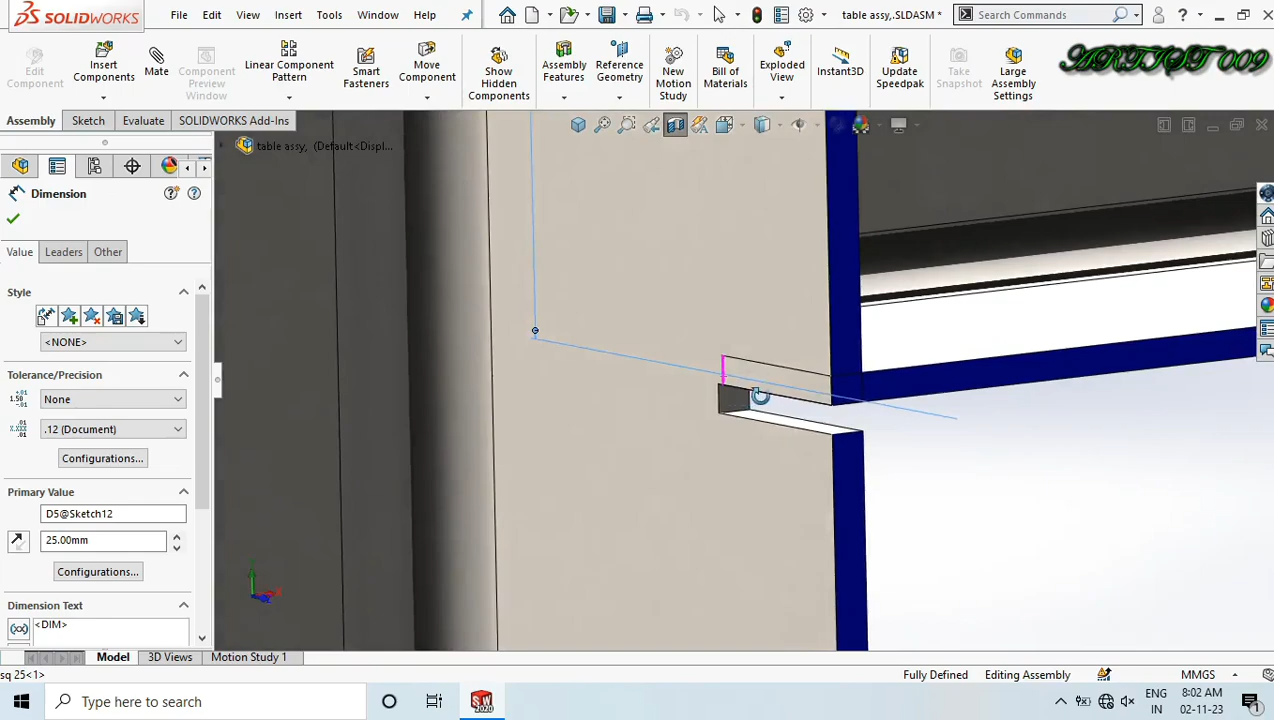 SOLIDWORKS
File Edit View Insert Tools Window Help
table assy,.SLDASM *
Search Commands
Edit Component
Insert Components
Mate
Component Preview Window
Linear Component Pattern
Smart Fasteners
Move Component
Show Hidden Components
Assembly Features
Reference Geometry
New Motion Study
Bill of Materials
Exploded View
Instant3D
Update Speedpak
Take Snapshot
Large Assembly Settings
ARTIST 009
Assembly Sketch Evaluate SOLIDWORKS Add-Ins
table assy, (Default<Displ...
Dimension
Value Leaders Other
Style
<NONE>
Tolerance/Precision
None
.12 (Document)
Configurations...
Primary Value
D5@Sketch12
25.00mm
Configurations...
Dimension Text
<DIM>
Model 3D Views Motion Study 1
sq 25<1>
Fully Defined Editing Assembly MMGS
Type here to search
SW 2020
ENG IN
8:02 AM
02-11-23
1